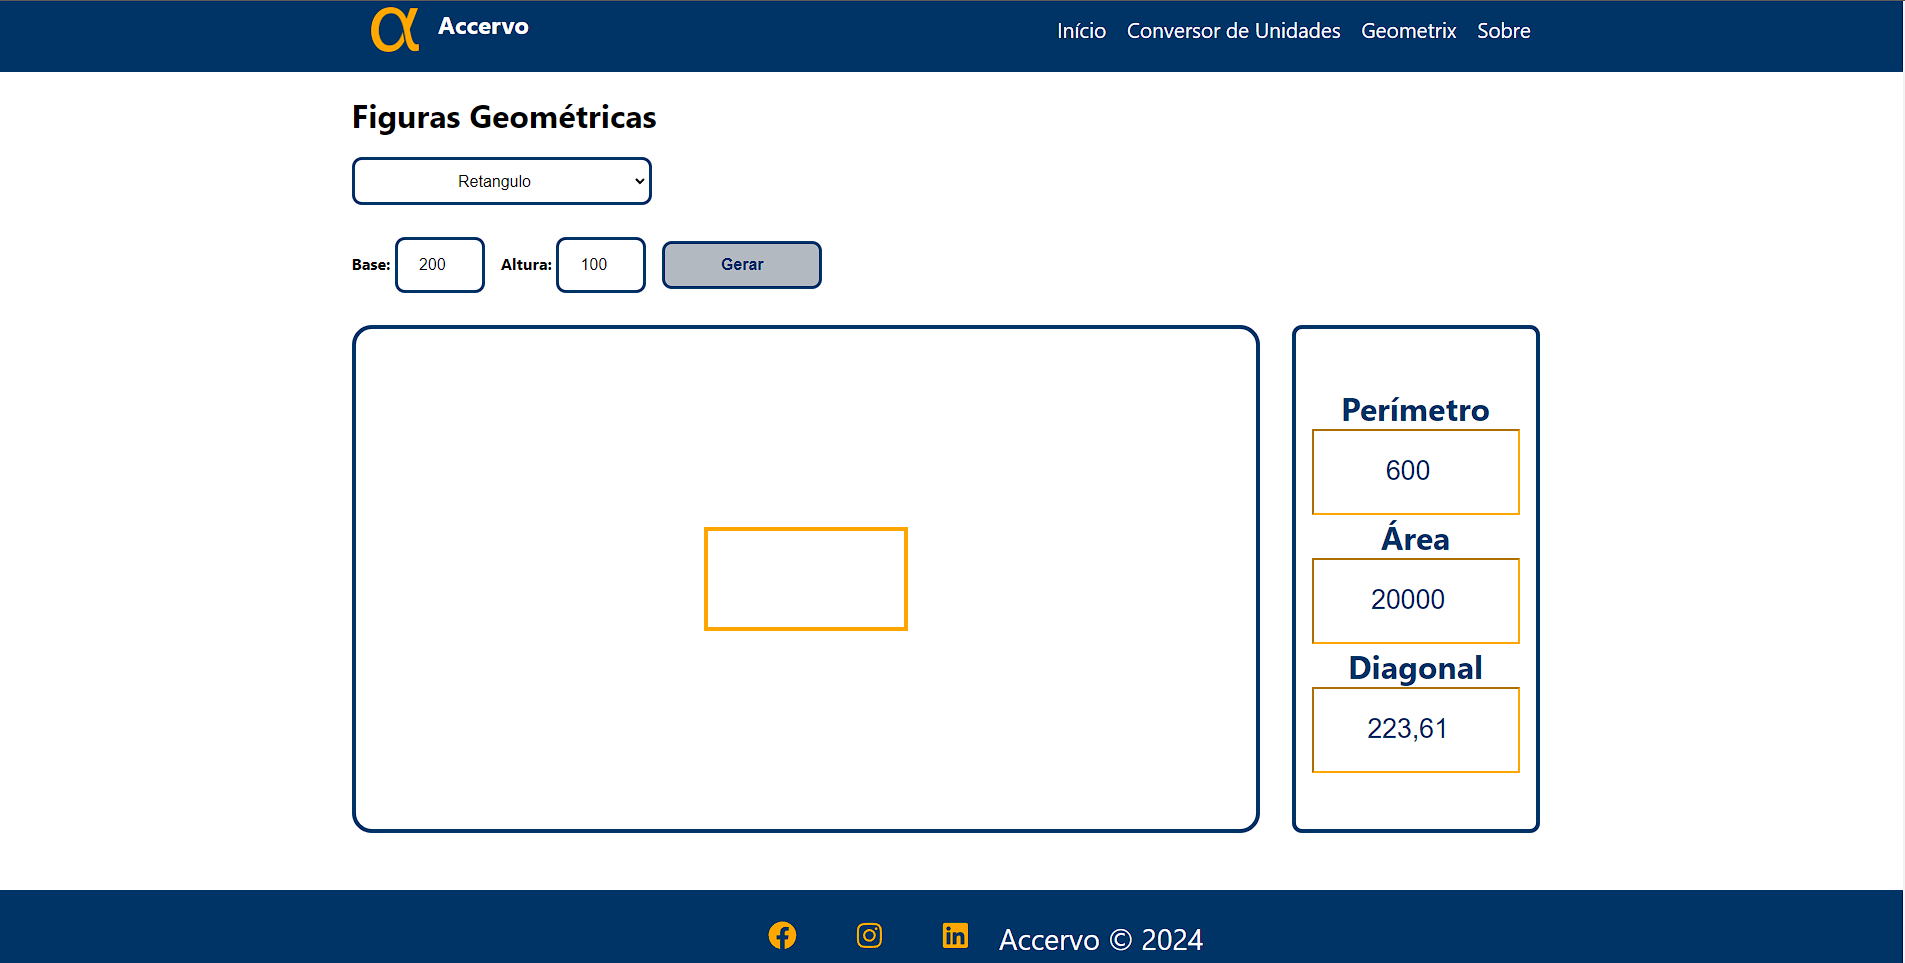 α Accervo
Início Conversor de Unidades Geometrix Sobre
Figuras Geométricas
Retangulo
Base: 200 Altura: 100 Gerar
Perímetro
600
Área
20000
Diagonal
223,61
Accervo © 2024